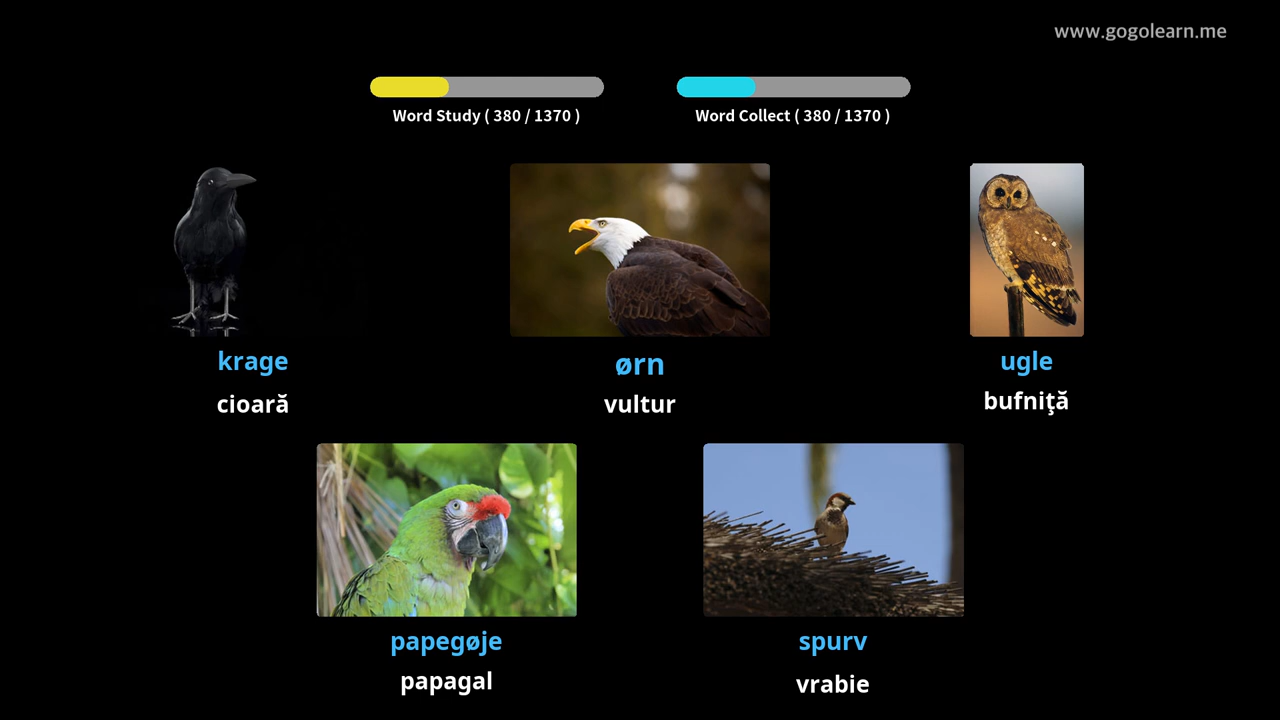 www.gogolearn.me
Word Study ( 380 / 1370 )
Word Collect ( 380 / 1370 )
krage
cioară
ørn
vultur
ugle
bufniţă
papegøje
papagal
spurv
vrabie